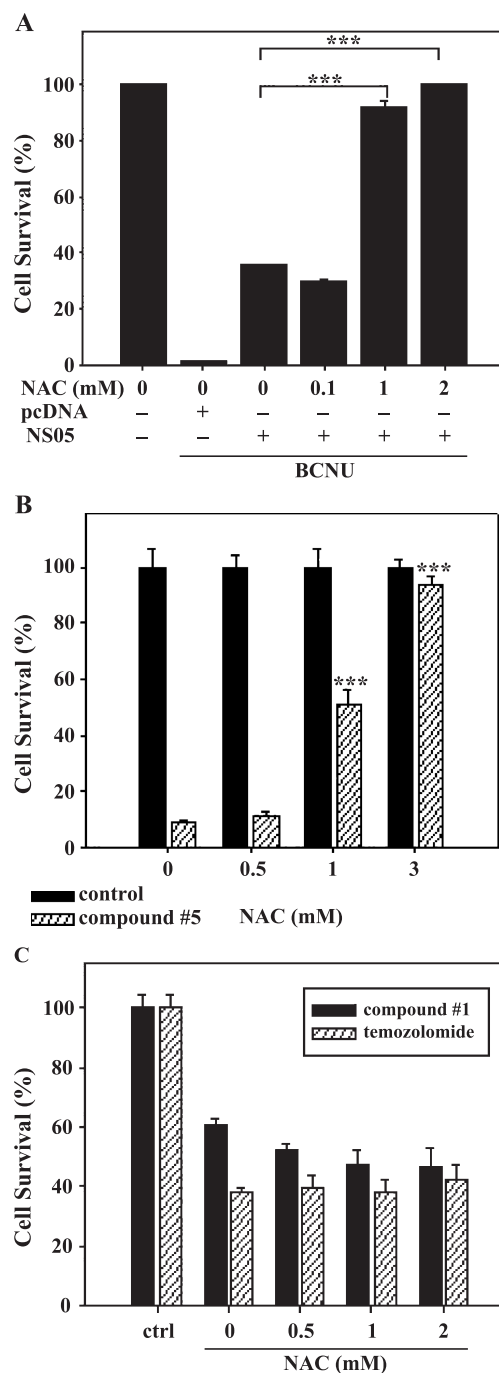 A
***
***
100
80
60
40
20
0
Cell Survival (%)
NAC (mM) 0 0 0 0.1 1 2
pcDNA – + – – – –
NS05 – – + + + +
BCNU
B
100
80
60
40
20
0
Cell Survival (%)
***
***
0 0.5 1 3
control
compound #5 NAC (mM)
C
100
80
60
40
20
0
Cell Survival (%)
compound #1
temozolomide
ctrl 0 0.5 1 2
NAC (mM)